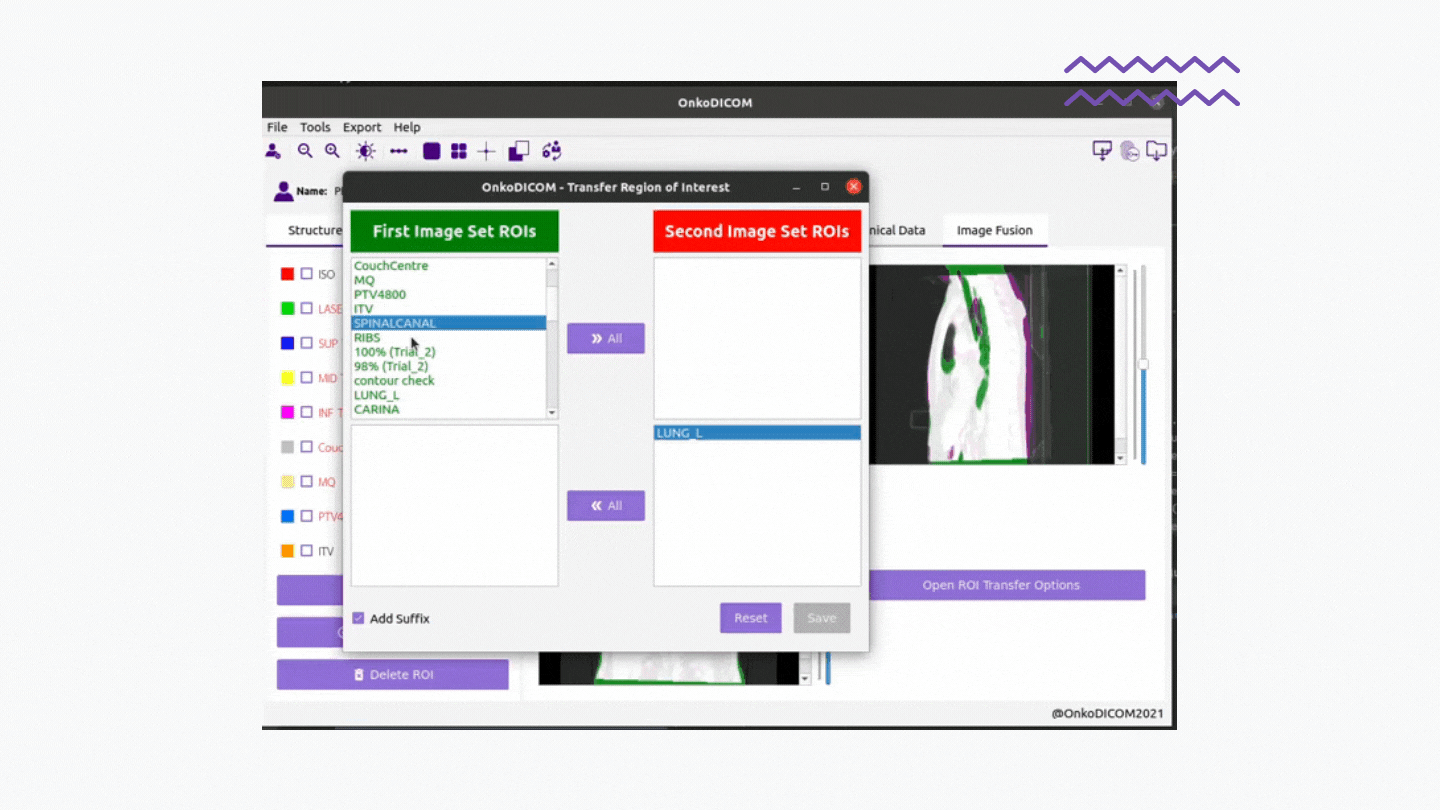 OnkoDICOM
File Tools Export Help
Name:
OnkoDICOM - Transfer Region of Interest
Structure
nical Data
Image Fusion
First Image Set ROIs
Second Image Set ROIs
CouchCentre
MQ
PTV4800
ITV
SPINALCANAL
RIBS
100% (Trial_2)
98% (Trial_2)
contour check
LUNG_L
CARINA
All
LUNG_L
All
Add Suffix
Reset
Save
ISO
LASE
SUP
MID
INF T
Couc
MQ
PTV4
ITV
Delete ROI
Open ROI Transfer Options
@OnkoDICOM2021